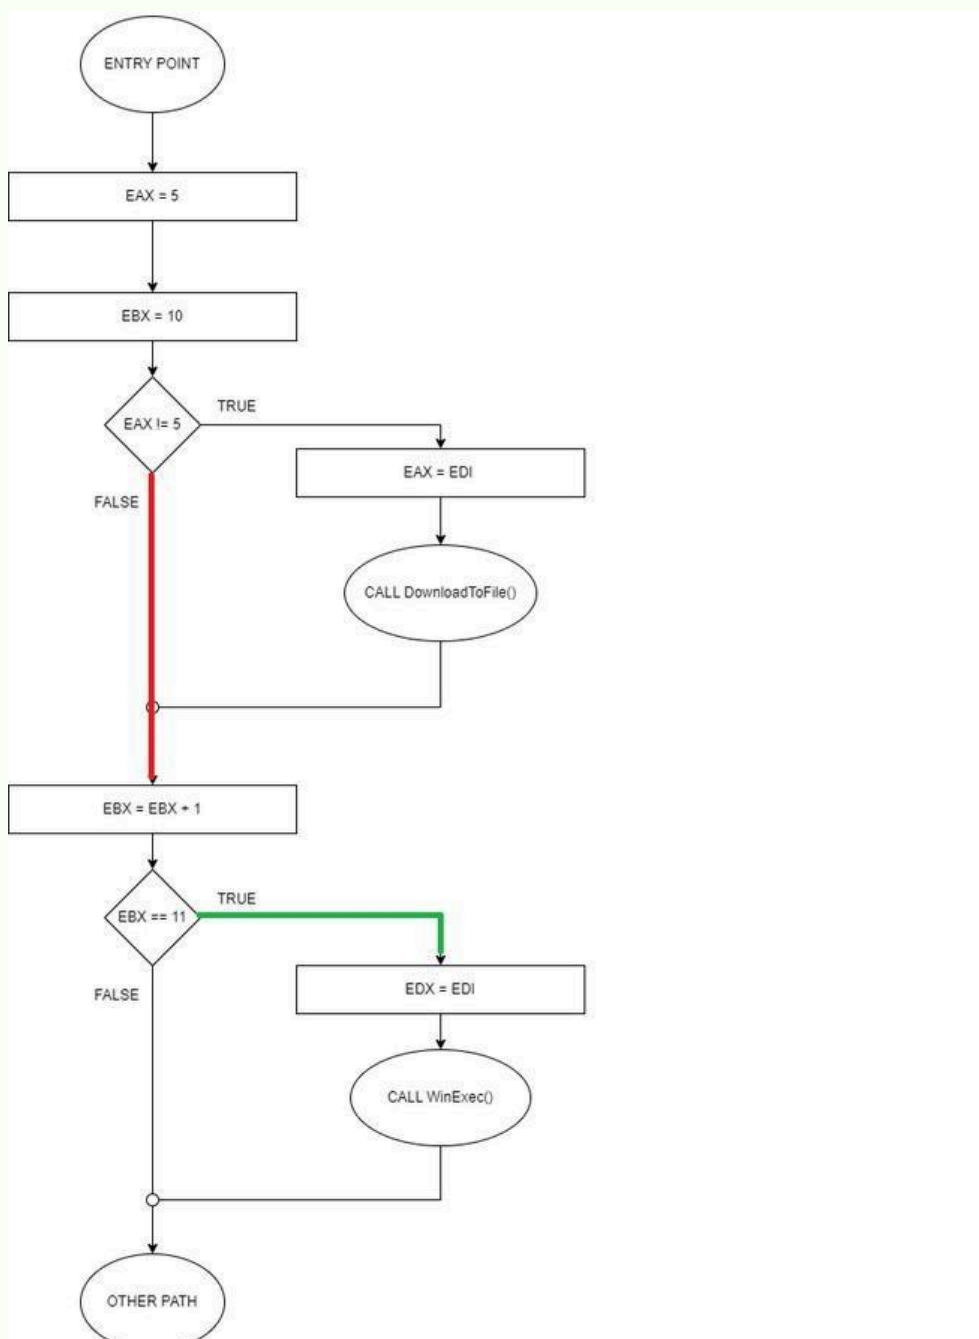 ENTRY POINT
EAX = 5
EBX = 10
EAX != 5
TRUE
FALSE
EAX = EDI
CALL DownloadToFile()
EBX = EBX + 1
EBX == 11
TRUE
FALSE
EDX = EDI
CALL WinExec()
OTHER PATH